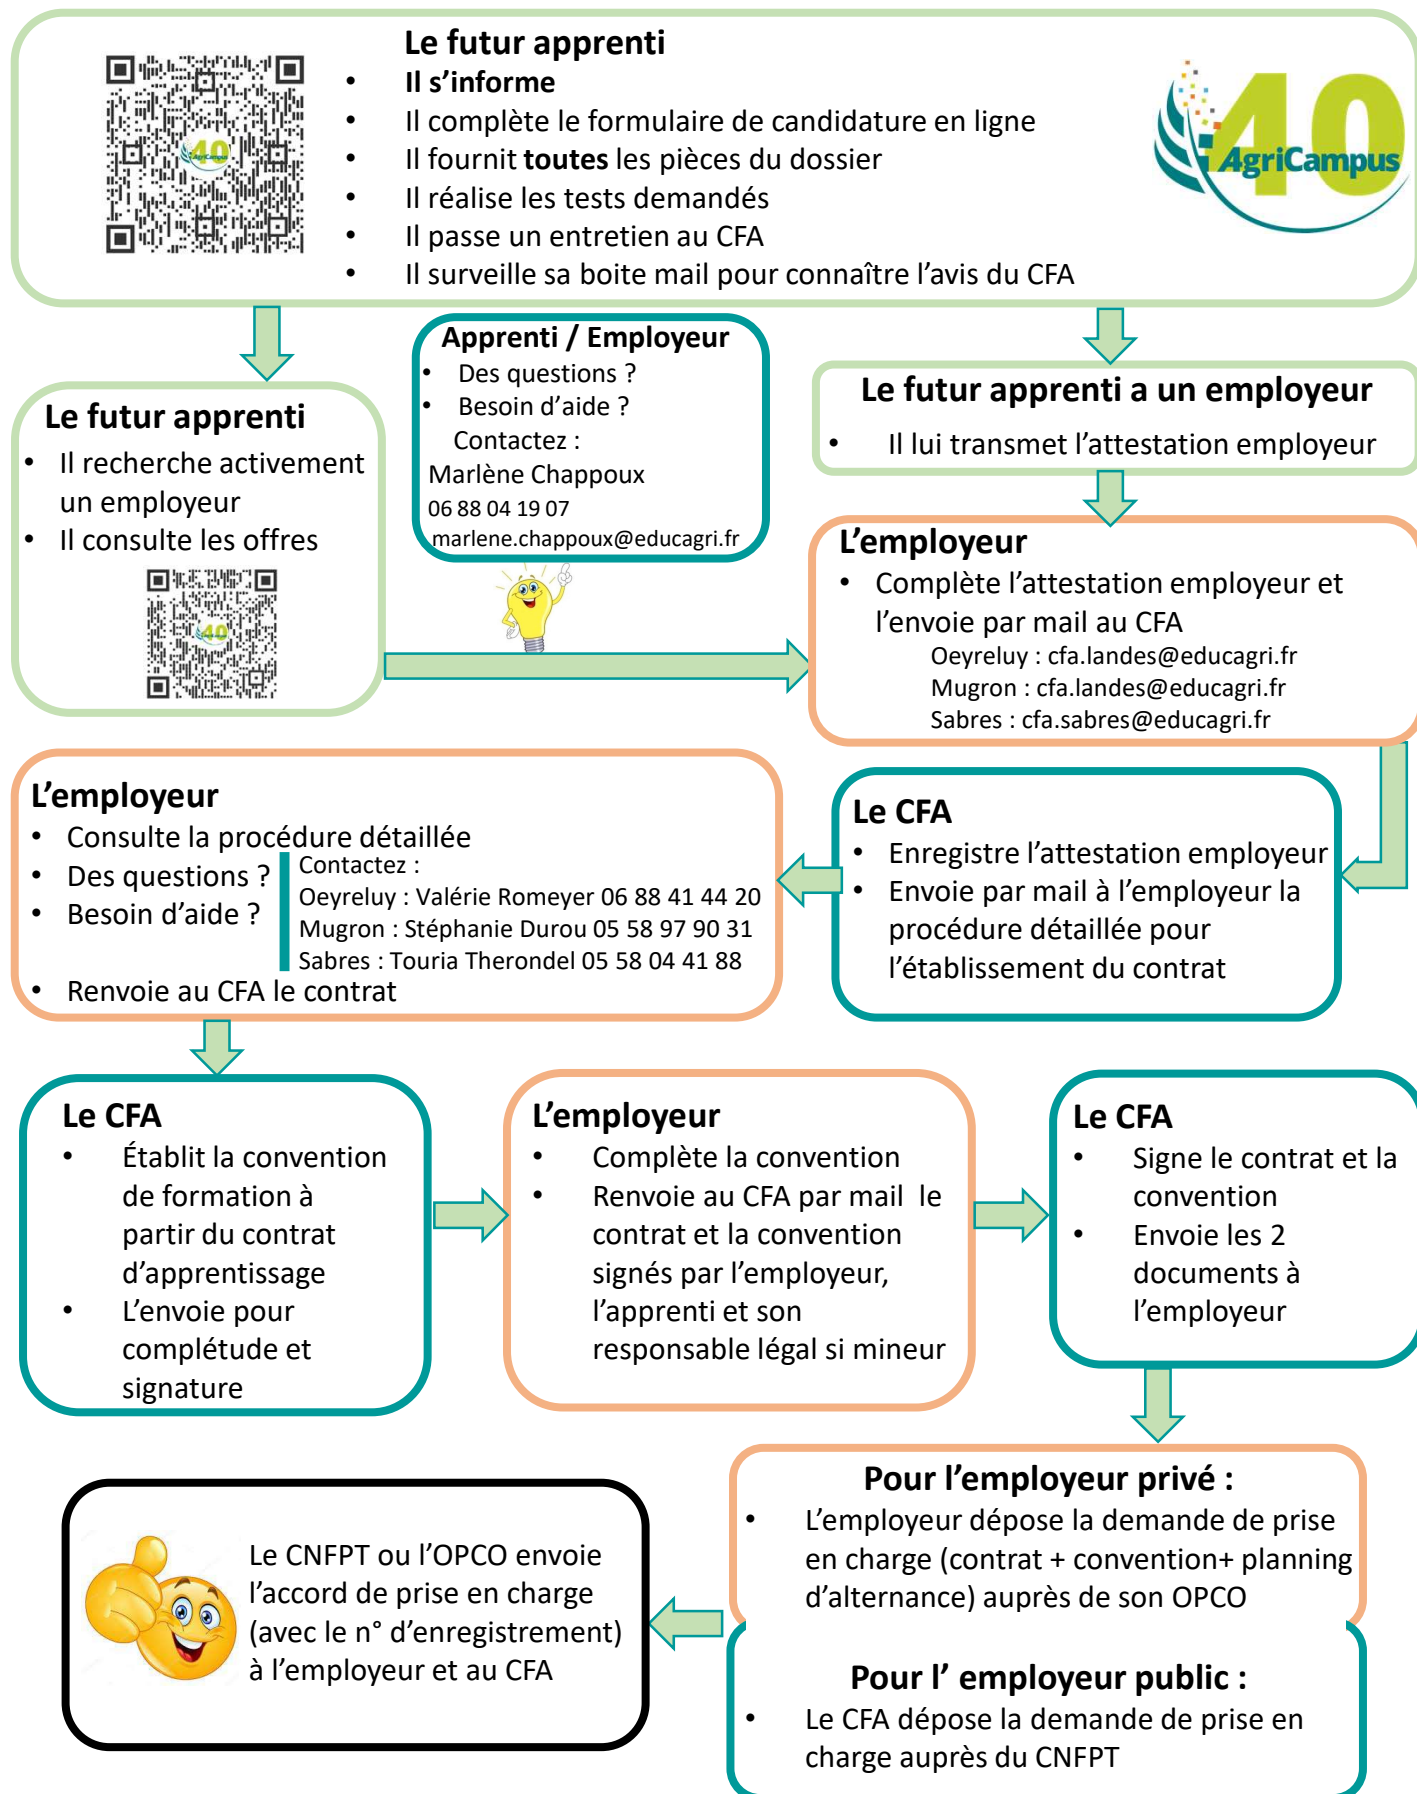 Le futur apprenti
• Il s’informe
• Il complète le formulaire de candidature en ligne
• Il fournit toutes les pièces du dossier
• Il réalise les tests demandés
• Il passe un entretien au CFA
• Il surveille sa boite mail pour connaître l’avis du CFA
40
AgriCampus
40
AgriCampus
Apprenti / Employeur
• Des questions ?
• Besoin d’aide ?
Contactez :
Marlène Chappoux
06 88 04 19 07
marlene.chappoux@educagri.fr
Le futur apprenti
• Il recherche activement
un employeur
• Il consulte les offres
40
Le futur apprenti a un employeur
• Il lui transmet l’attestation employeur
L’employeur
• Complète l’attestation employeur et
l’envoie par mail au CFA
Oeyreluy : cfa.landes@educagri.fr
Mugron : cfa.landes@educagri.fr
Sabres : cfa.sabres@educagri.fr
Le CFA
• Enregistre l’attestation employeur
• Envoie par mail à l’employeur la
procédure détaillée pour
l’établissement du contrat
L’employeur
• Consulte la procédure détaillée
• Des questions ?
• Besoin d’aide ?
Contactez :
Oeyreluy : Valérie Romeyer 06 88 41 44 20
Mugron : Stéphanie Durou 05 58 97 90 31
Sabres : Touria Therondel 05 58 04 41 88
• Renvoie au CFA le contrat
Le CFA
• Établit la convention
de formation à
partir du contrat
d’apprentissage
• L’envoie pour
complétude et
signature
L’employeur
• Complète la convention
• Renvoie au CFA par mail le
contrat et la convention
signés par l’employeur,
l’apprenti et son
responsable légal si mineur
Le CFA
• Signe le contrat et la
convention
• Envoie les 2
documents à
l’employeur
Pour l’employeur privé :
• L’employeur dépose la demande de prise
en charge (contrat + convention+ planning
d’alternance) auprès de son OPCO
Pour l’ employeur public :
• Le CFA dépose la demande de prise en
charge auprès du CNFPT
Le CNFPT ou l’OPCO envoie
l’accord de prise en charge
(avec le n° d’enregistrement)
à l’employeur et au CFA